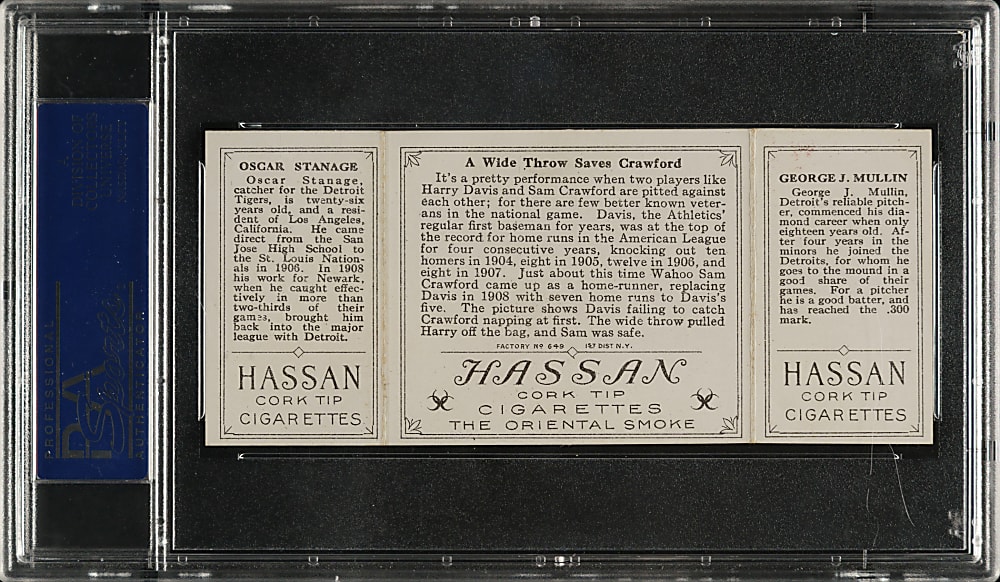 OSCAR STANAGE
Oscar Stanage,
catcher for the Detroit
Tigers, is twenty-six
years old, and a resi-
dent of Los Angeles,
California. He came
direct from the San
Jose High School to
the St. Louis Nation-
als in 1906. In 1908
his work for Newark,
when he caught effec-
tively in more than
two-thirds of their
games, brought him
back into the major
league with Detroit.
HASSAN
CORK TIP
CIGARETTES
A Wide Throw Saves Crawford
It's a pretty performance when two players like
Harry Davis and Sam Crawford are pitted against
each other; for there are few better known veter-
ans in the national game. Davis, the Athletics'
regular first baseman for years, was at the top of
the record for home runs in the American League
for four consecutive years, knocking out ten
homers in 1904, eight in 1905, twelve in 1906, and
eight in 1907. Just about this time Wahoo Sam
Crawford came up as a home-runner, replacing
Davis in 1908 with seven home runs to Davis's
five. The picture shows Davis failing to catch
Crawford napping at first. The wide throw pulled
Harry off the bag, and Sam was safe.
FACTORY Nº 649 1ST DIST N.Y.
HASSAN
CORK TIP
CIGARETTES
THE ORIENTAL SMOKE
GEORGE J. MULLIN
George J. Mullin,
Detroit's reliable pitch-
er, commenced his dia-
mond career when only
eighteen years old. Af-
ter four years in the
minors he joined the
Detroits, for whom he
goes to the mound in a
good share of their
games. For a pitcher
he is a good batter, and
has reached the .300
mark.
HASSAN
CORK TIP
CIGARETTES
PROFESSIONAL
PSA
Sports
AUTHENTICATOR
A
DIVISION OF
COLLECTORS
UNIVERSE